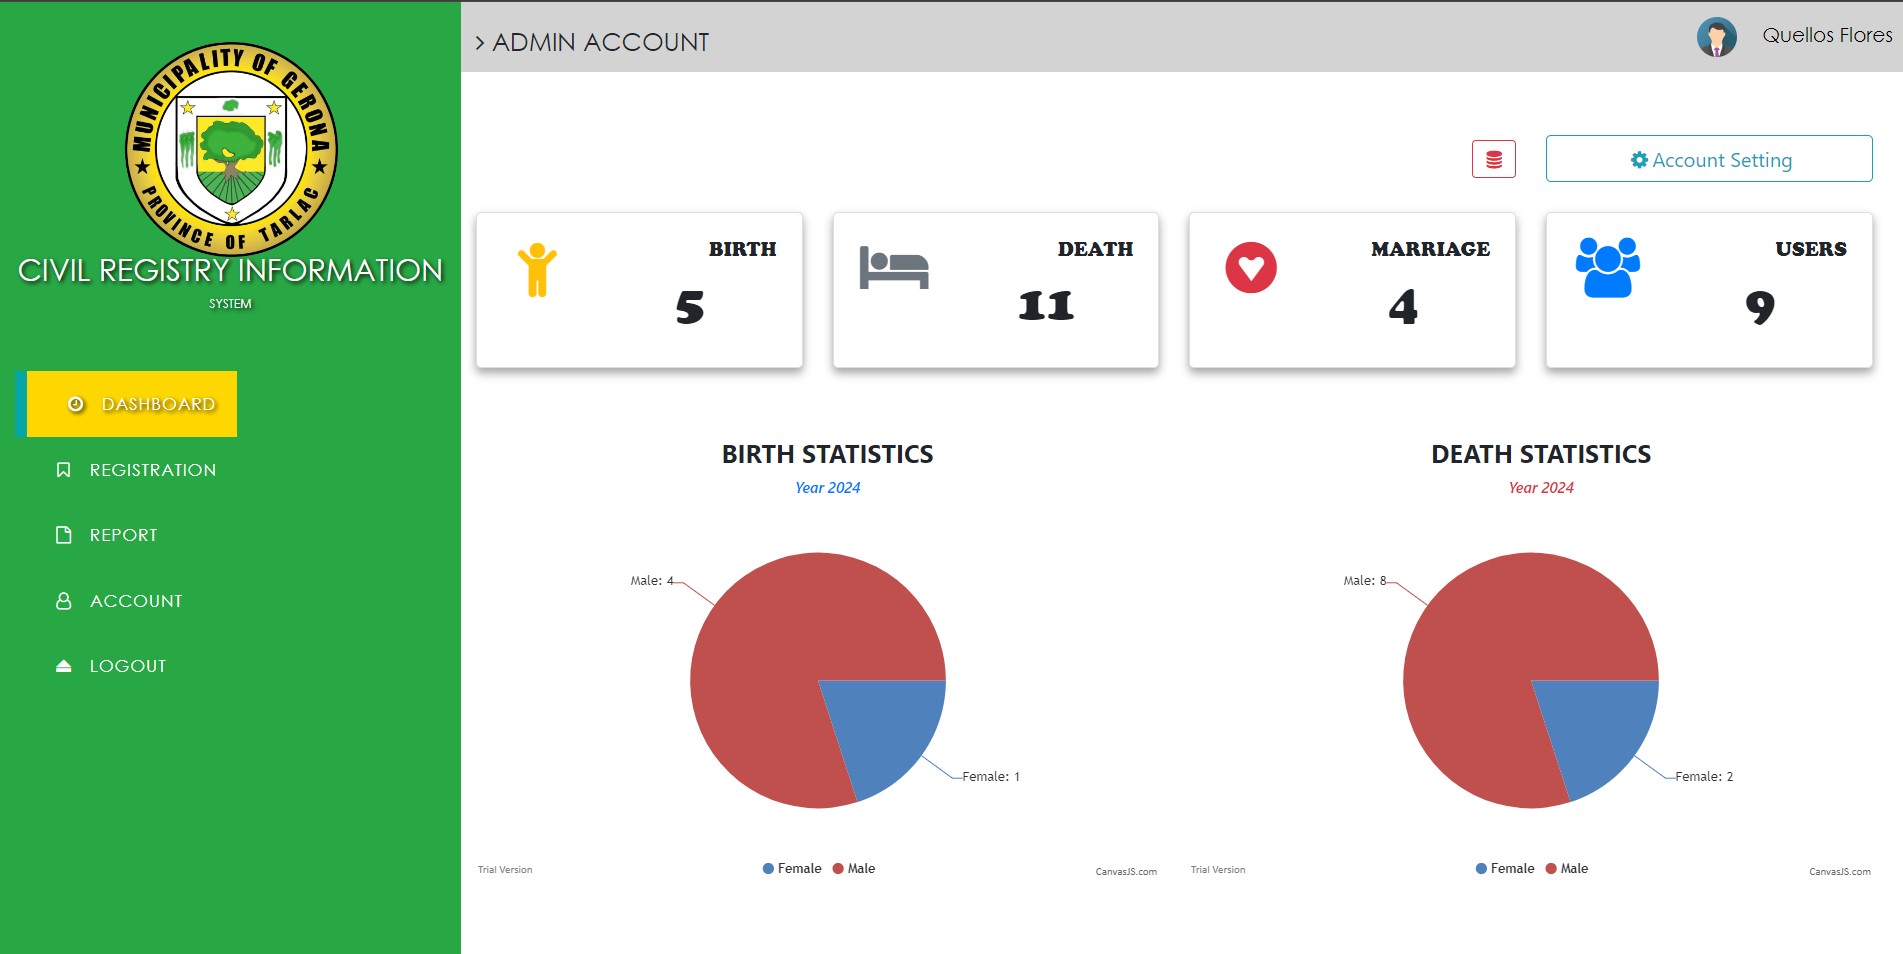 MUNICIPALITY OF GERONA
PROVINCE OF TARLAC
CIVIL REGISTRY INFORMATION
SYSTEM
DASHBOARD
REGISTRATION
REPORT
ACCOUNT
LOGOUT
> ADMIN ACCOUNT
Quellos Flores
Account Setting
BIRTH
5
DEATH
11
MARRIAGE
4
USERS
9
BIRTH STATISTICS
Year 2024
Male: 4
Female: 1
Trial Version
Female Male
CanvasJS.com
DEATH STATISTICS
Year 2024
Male: 8
Female: 2
Trial Version
Female Male
CanvasJS.com